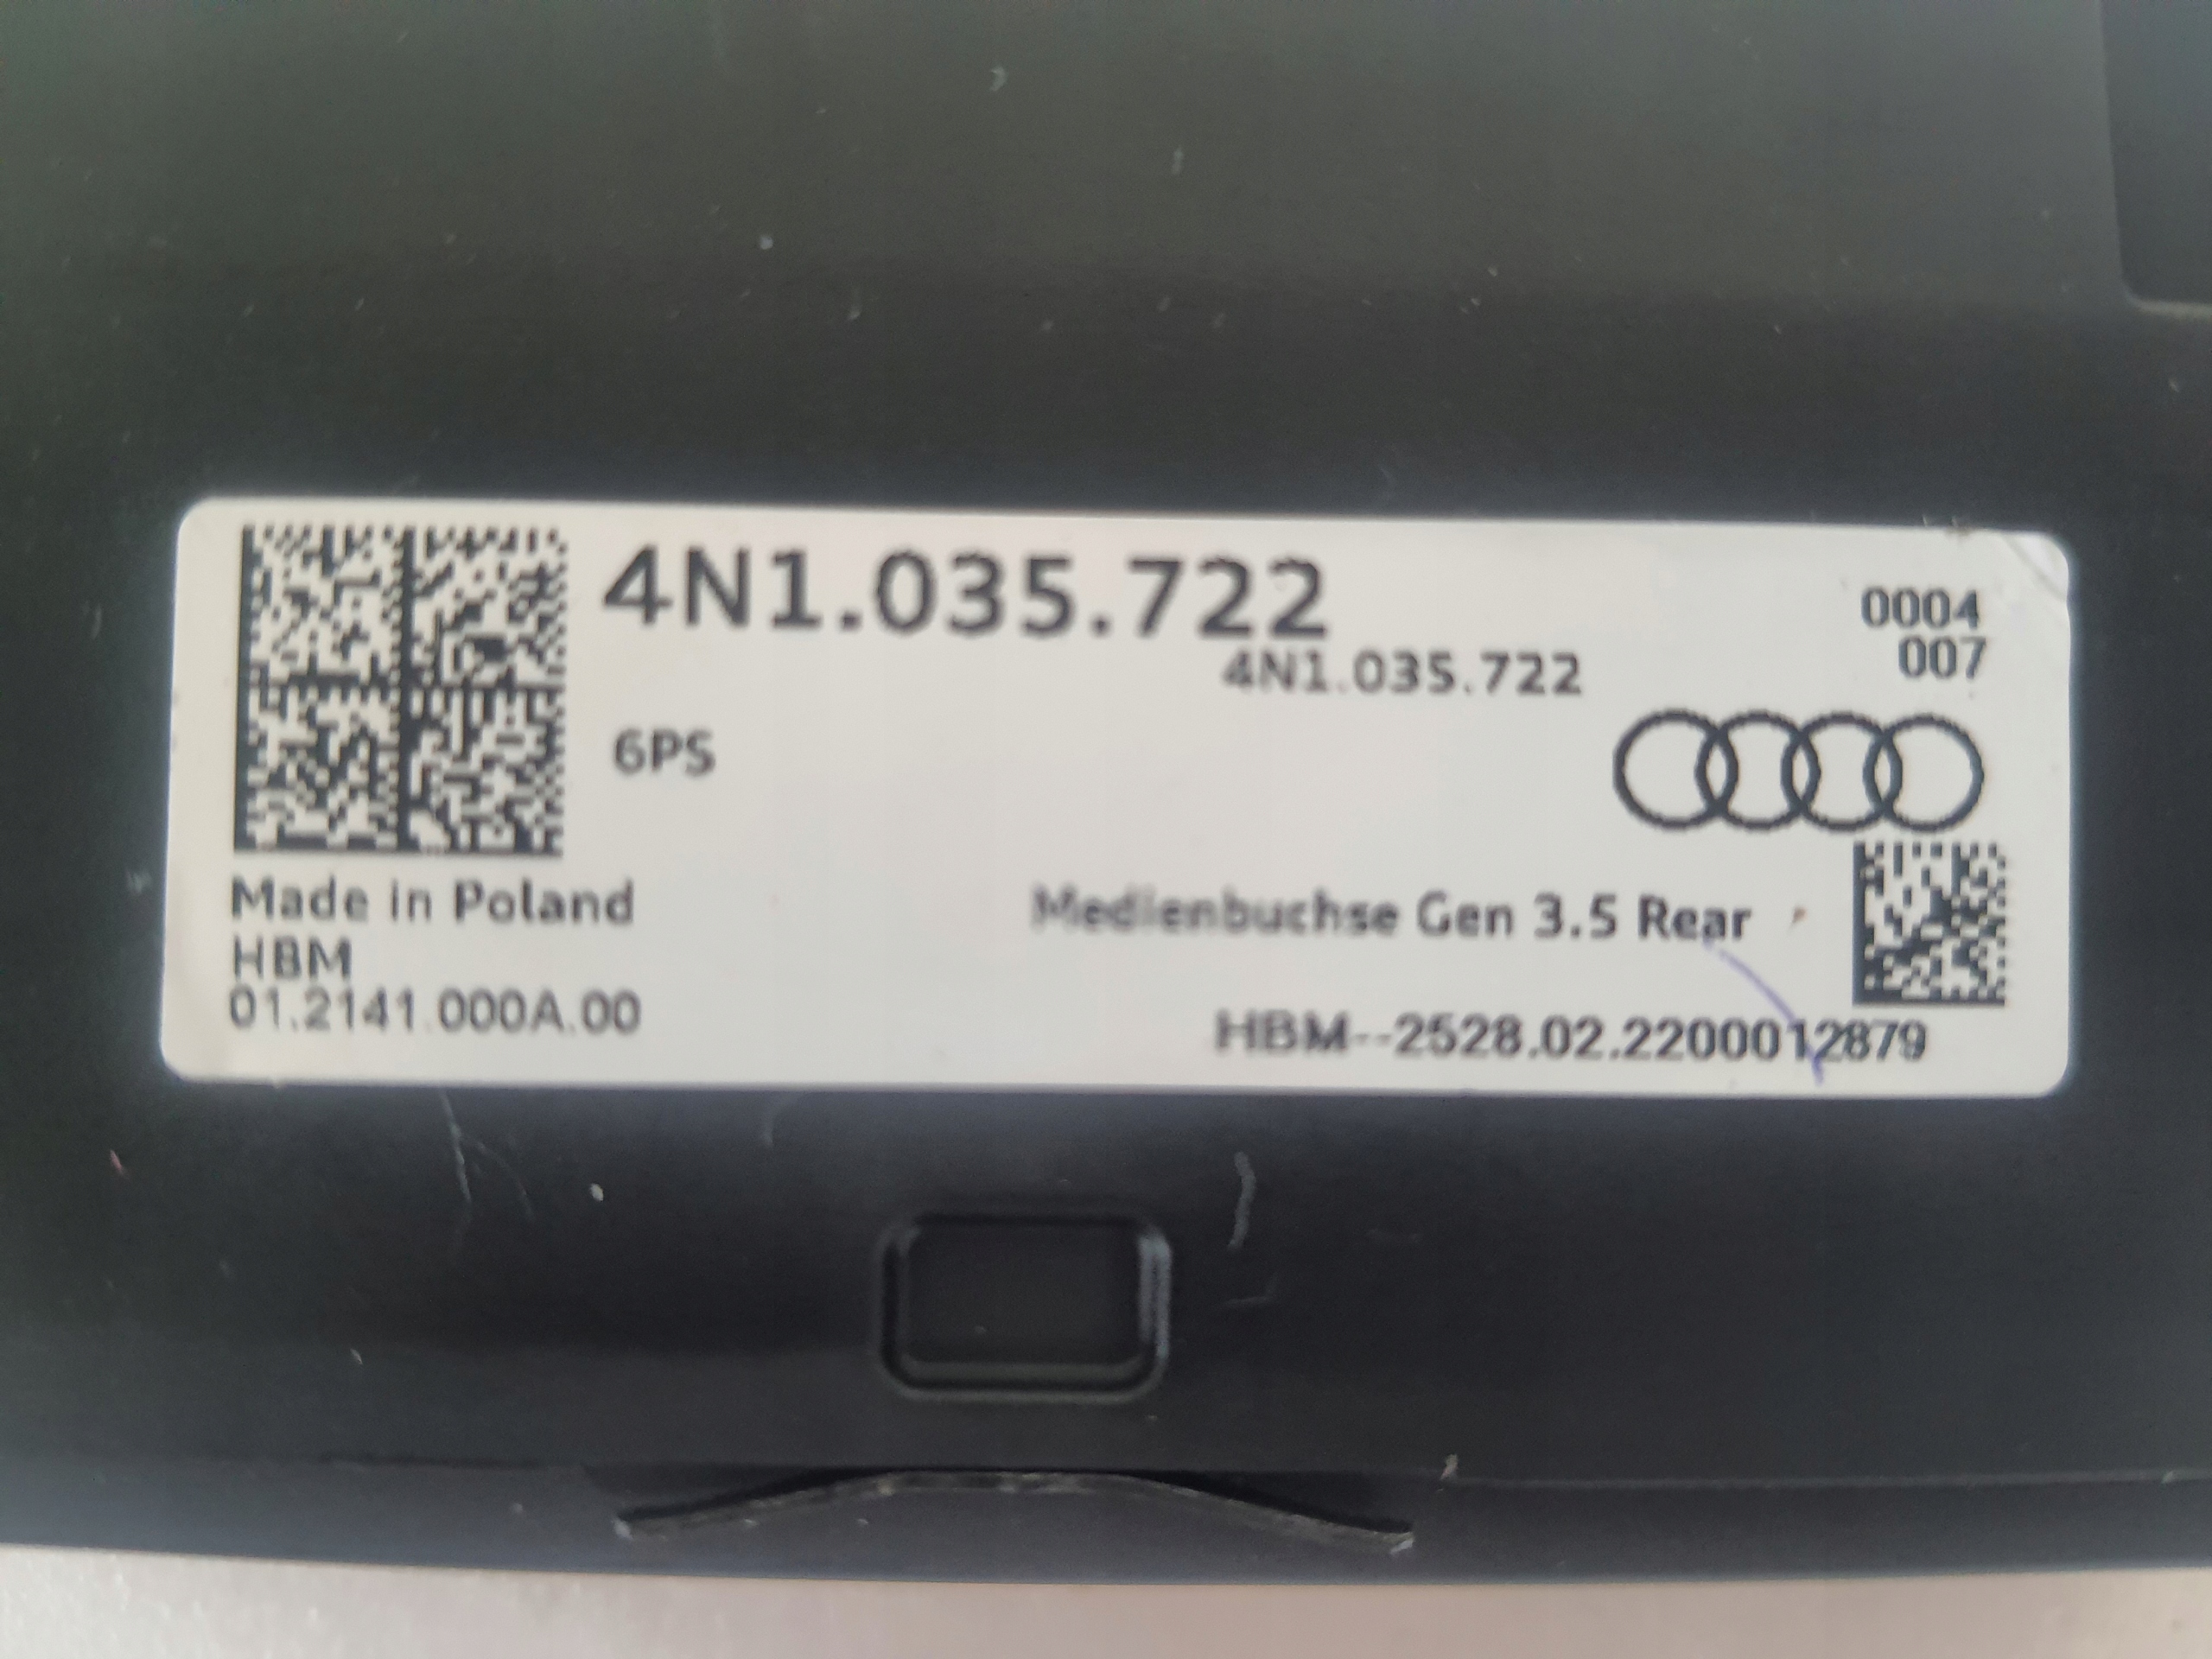 4N1.035.722
0004
4N1.035.722
007
6PS
Made in Poland
Medienbuchse Gen 3.5 Rear
HBM
01.2141.000A.00
HBM--2528.02.2200012879